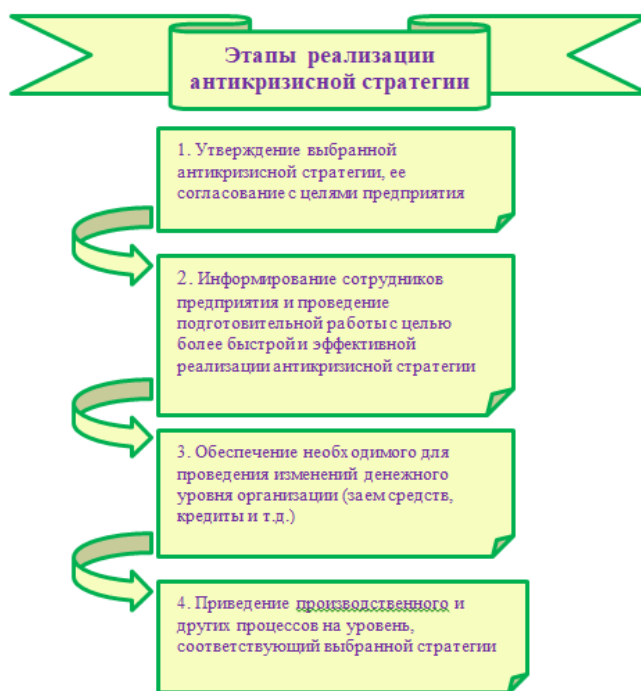 Этапы реализации
антикризисной стратегии
1. Утверждение выбранной
антикризисной стратегии, ее
согласование с целями предприятия
2. Информирование сотрудников
предприятия и проведение
подготовительной работы с целью
более быстрой и эффективной
реализации антикризисной стратегии
3. Обеспечение необходимого для
проведения изменений денежного
уровня организации (заем средств,
кредиты и т.д.)
4. Приведение производственного и
других процессов на уровень,
соответствующий выбранной стратегии